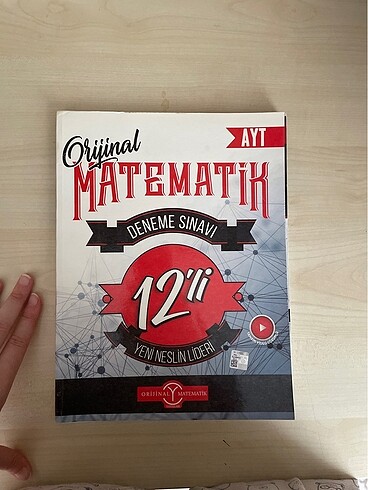 AYT
Orijinal
MATEMATİK
DENEME SINAVI
12'li
YENİ NESLİN LİDERİ
ORİJİNAL MATEMATİK